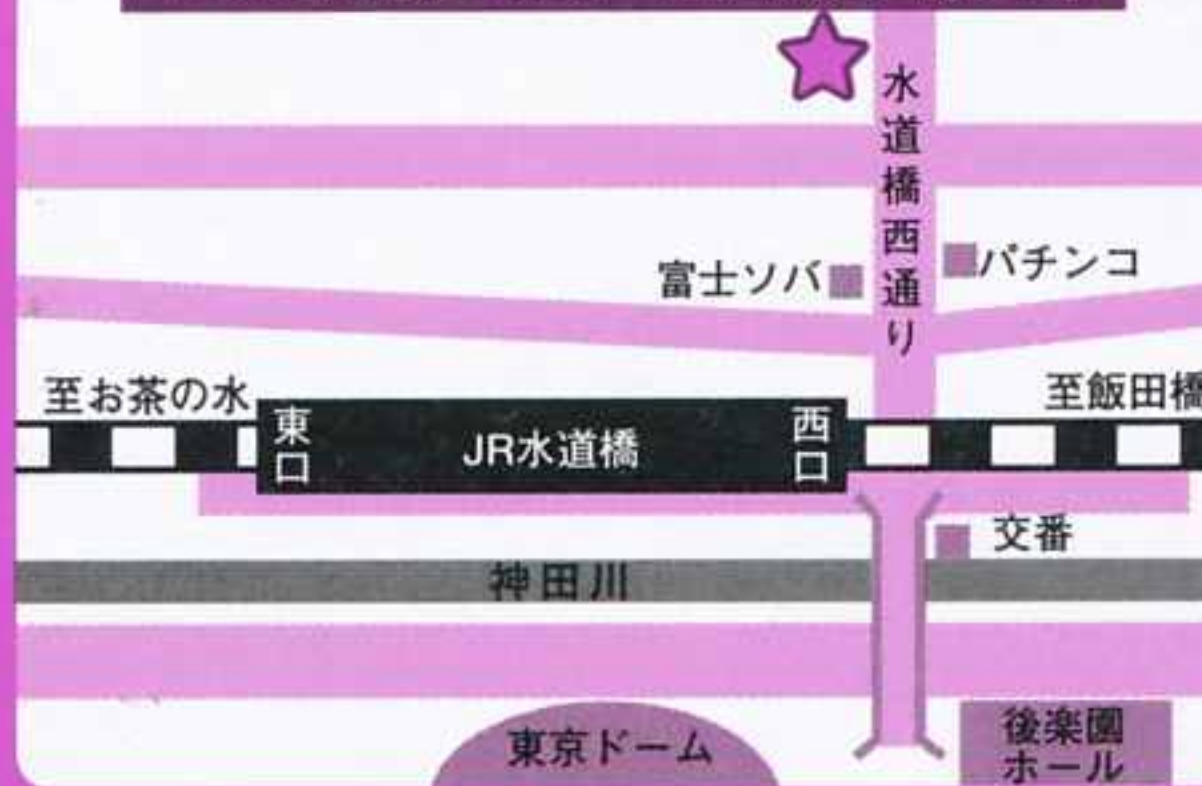 水道橋西通り
富士ソバ
パチンコ
至お茶の水
至飯田橋
東口
JR水道橋
西口
交番
神田川
東京ドーム
後楽園
ホール